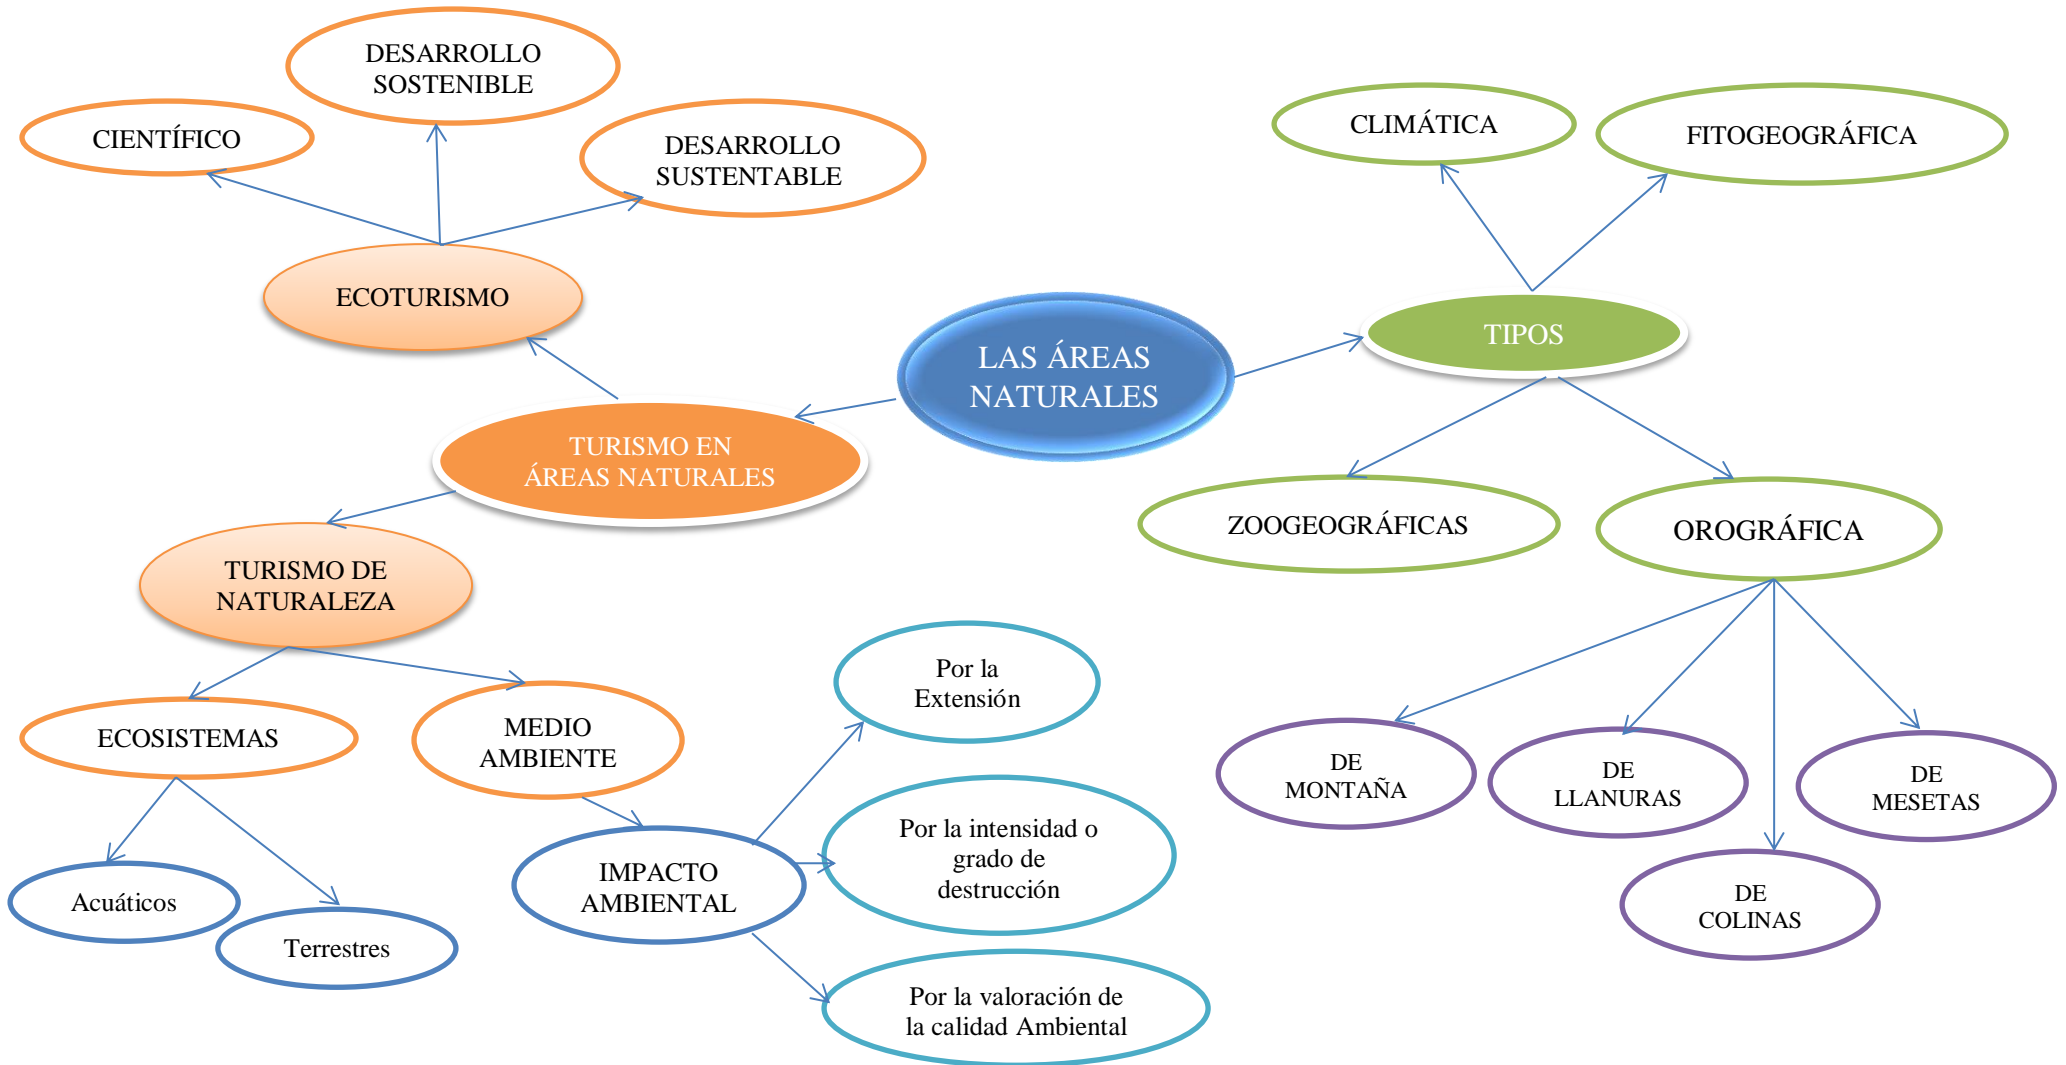 DESARROLLO
SOSTENIBLE
CIENTÍFICO
DESARROLLO
SUSTENTABLE
ECOTURISMO
CLIMÁTICA
FITOGEOGRÁFICA
TIPOS
LAS ÁREAS
NATURALES
TURISMO EN
ÁREAS NATURALES
ZOOGEOGRÁFICAS
OROGRÁFICA
TURISMO DE
NATURALEZA
ECOSISTEMAS
MEDIO
AMBIENTE
Por la
Extensión
Por la intensidad o
grado de
destrucción
IMPACTO
AMBIENTAL
Acuáticos
Terrestres
Por la valoración de
la calidad Ambiental
DE
MONTAÑA
DE
LLANURAS
DE
MESETAS
DE
COLINAS